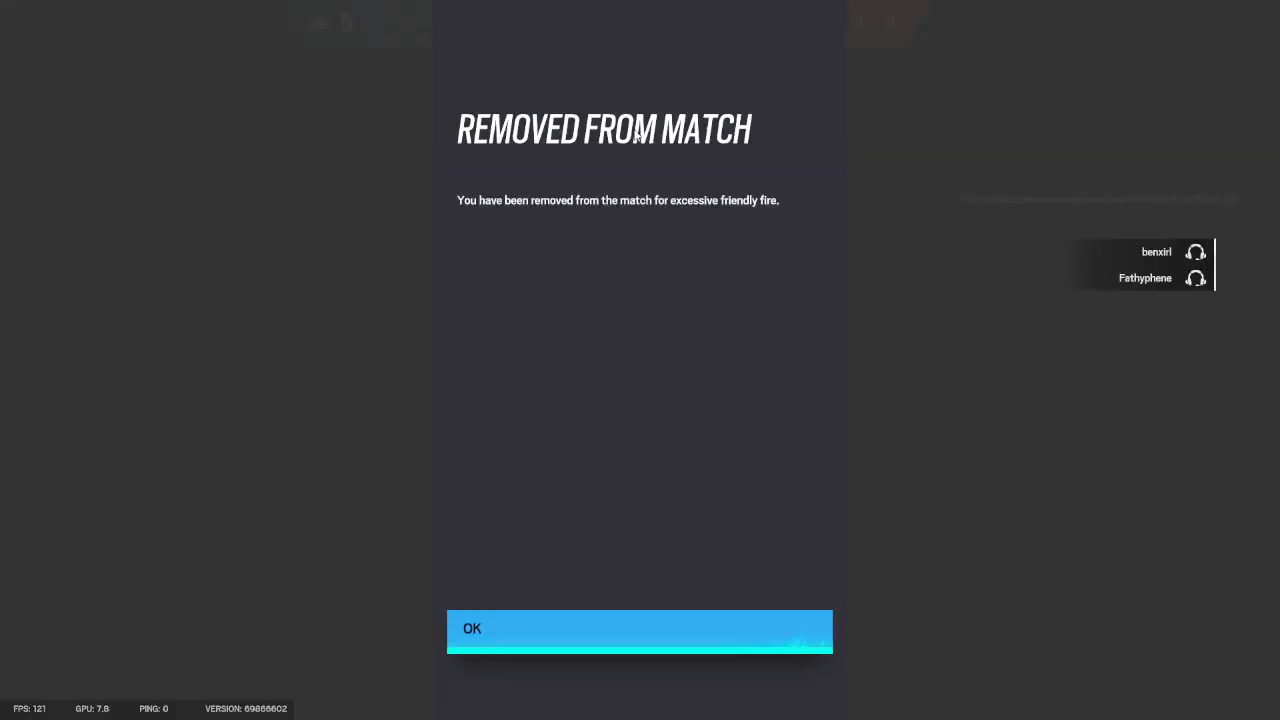 REMOVED FROM MATCH
You have been removed from the match for excessive friendly fire.
benxirl
Fathyphene
OK
FPS: 121 GPU: 7.8 PING: 0 VERSION: 69866602